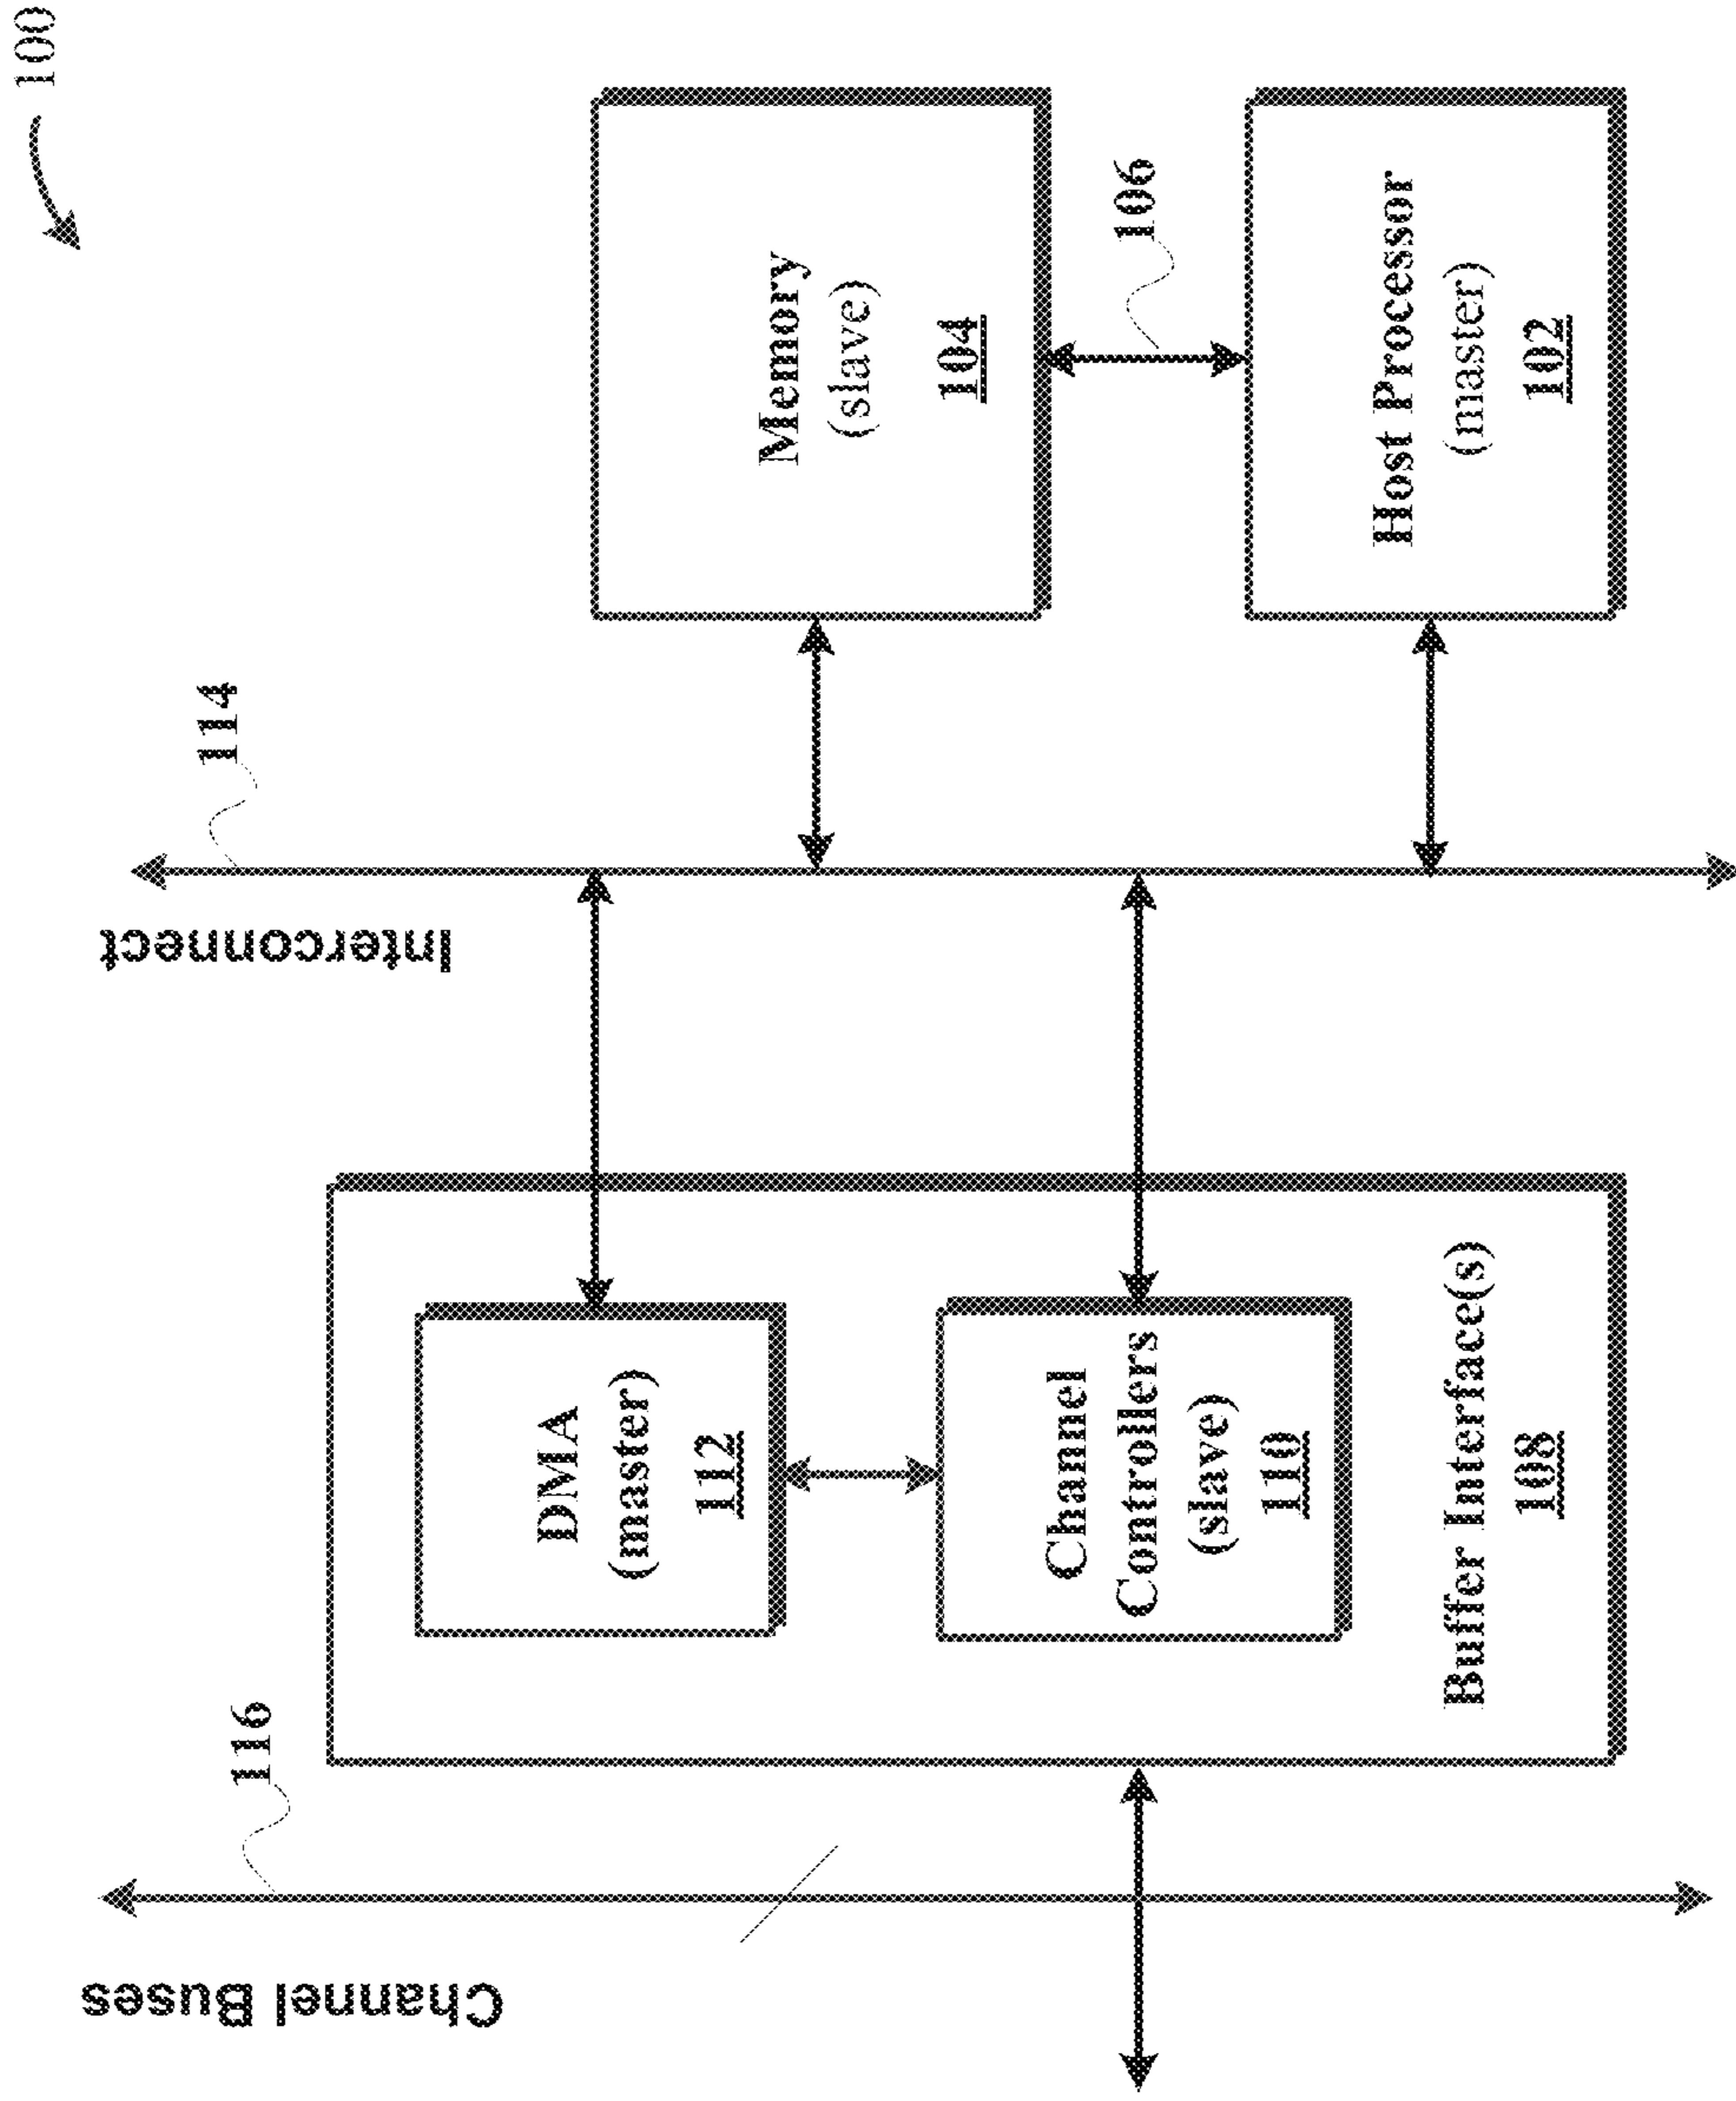 100
Memory
(slave)
104
106
Host Processor
(master)
102
114
Interconnect
DMA
(master)
112
Channel
Controllers
(slave)
110
Buffer Interface(s)
108
116
Channel Buses